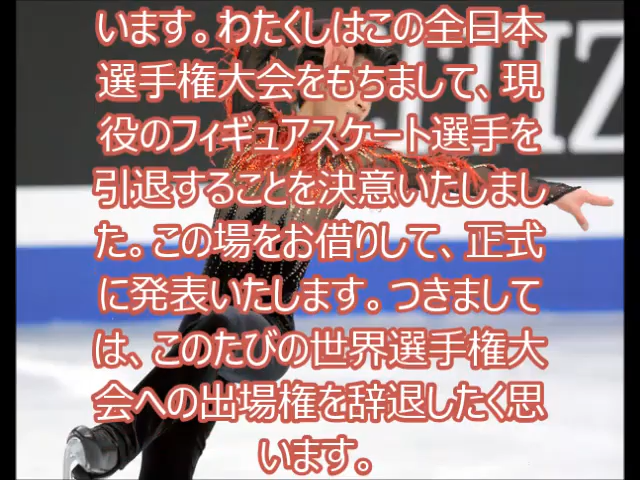 います。わたくしはこの全日本
選手権大会をもちまして、現
役のフィギュアスケート選手を
引退することを決意いたしまし
た。この場をお借りして、正式
に発表いたします。つきまして
は、このたびの世界選手権大
会への出場権を辞退したく思
います。